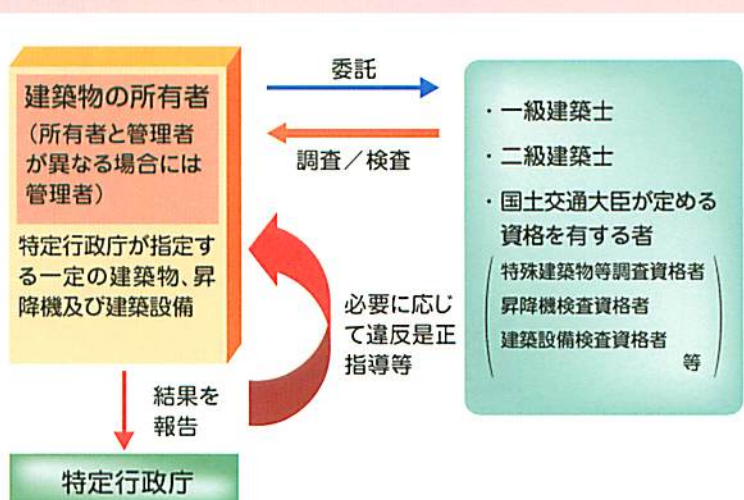 建築物の所有者
(所有者と管理者
が異なる場合には
管理者)
特定行政庁が指定す
る一定の建築物、昇
降機及び建築設備
委託
調査／検査
・一級建築士
・二級建築士
・国土交通大臣が定める
資格を有する者
特殊建築物等調査資格者
昇降機検査資格者
建築設備検査資格者
等
必要に応じ
て違反是正
指導等
結果を
報告
特定行政庁